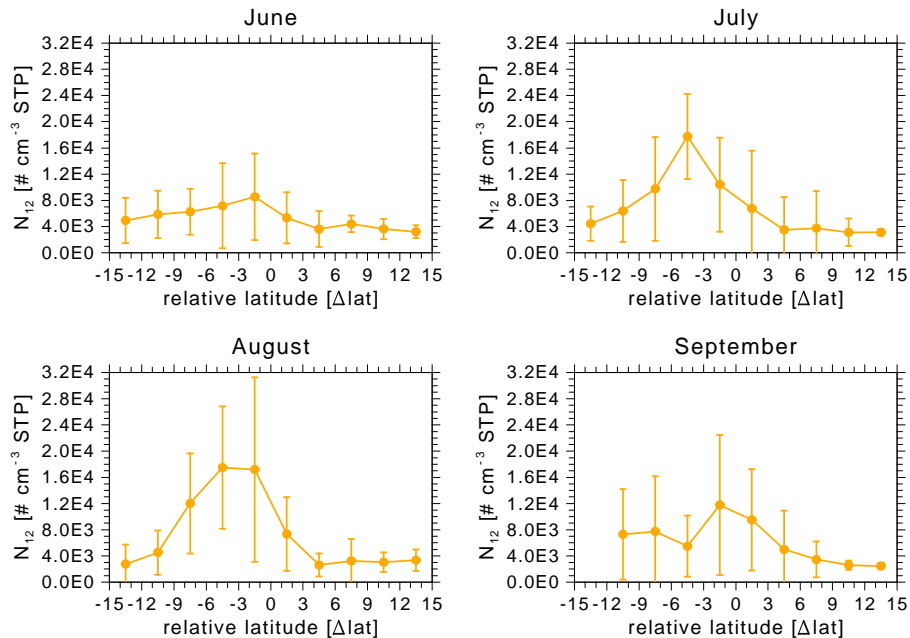 June
3.2E4
2.8E4
2.4E4
2.0E4
1.6E4
1.2E4
8.0E3
4.0E3
0.0E0
N12 [# cm-3 STP]
-15 -12 -9 -6 -3 0 3 6 9 12 15
relative latitude [Δlat]
July
3.2E4
2.8E4
2.4E4
2.0E4
1.6E4
1.2E4
8.0E3
4.0E3
0.0E0
N12 [# cm-3 STP]
-15 -12 -9 -6 -3 0 3 6 9 12 15
relative latitude [Δlat]
August
3.2E4
2.8E4
2.4E4
2.0E4
1.6E4
1.2E4
8.0E3
4.0E3
0.0E0
N12 [# cm-3 STP]
-15 -12 -9 -6 -3 0 3 6 9 12 15
relative latitude [Δlat]
September
3.2E4
2.8E4
2.4E4
2.0E4
1.6E4
1.2E4
8.0E3
4.0E3
0.0E0
N12 [# cm-3 STP]
-15 -12 -9 -6 -3 0 3 6 9 12 15
relative latitude [Δlat]